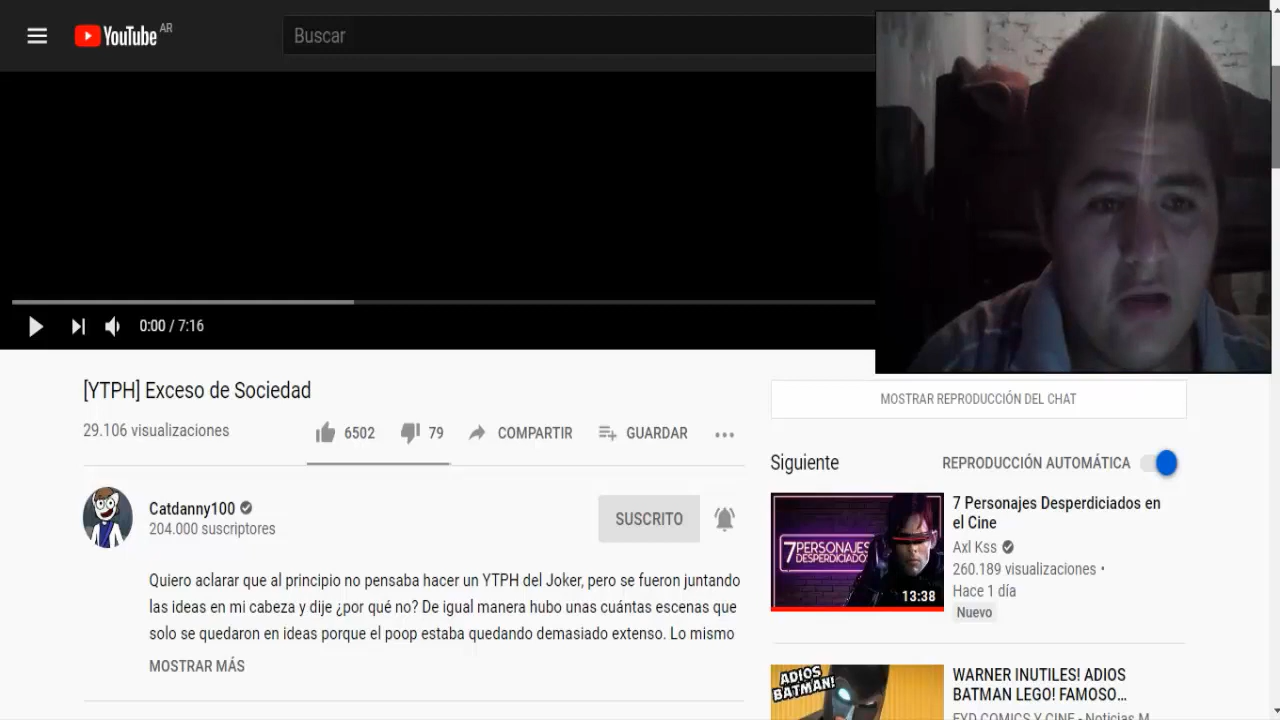 YouTube AR
Buscar
0:00 / 7:16
[YTPH] Exceso de Sociedad
29.106 visualizaciones
6502
79
COMPARTIR
GUARDAR
Catdanny100
204.000 suscriptores
SUSCRITO
Quiero aclarar que al principio no pensaba hacer un YTPH del Joker, pero se fueron juntando
las ideas en mi cabeza y dije ¿por qué no? De igual manera hubo unas cuántas escenas que
solo se quedaron en ideas porque el poop estaba quedando demasiado extenso. Lo mismo
MOSTRAR MÁS
MOSTRAR REPRODUCCIÓN DEL CHAT
Siguiente
REPRODUCCIÓN AUTOMÁTICA
7 PERSONAJES
DESPERDICIADOS
13:38
7 Personajes Desperdiciados en
el Cine
Axl Kss
260.189 visualizaciones •
Hace 1 día
Nuevo
ADIOS
BATMAN!
WARNER INUTILES! ADIOS
BATMAN LEGO! FAMOSO...
FYD COMICS Y CINE - Noticias M